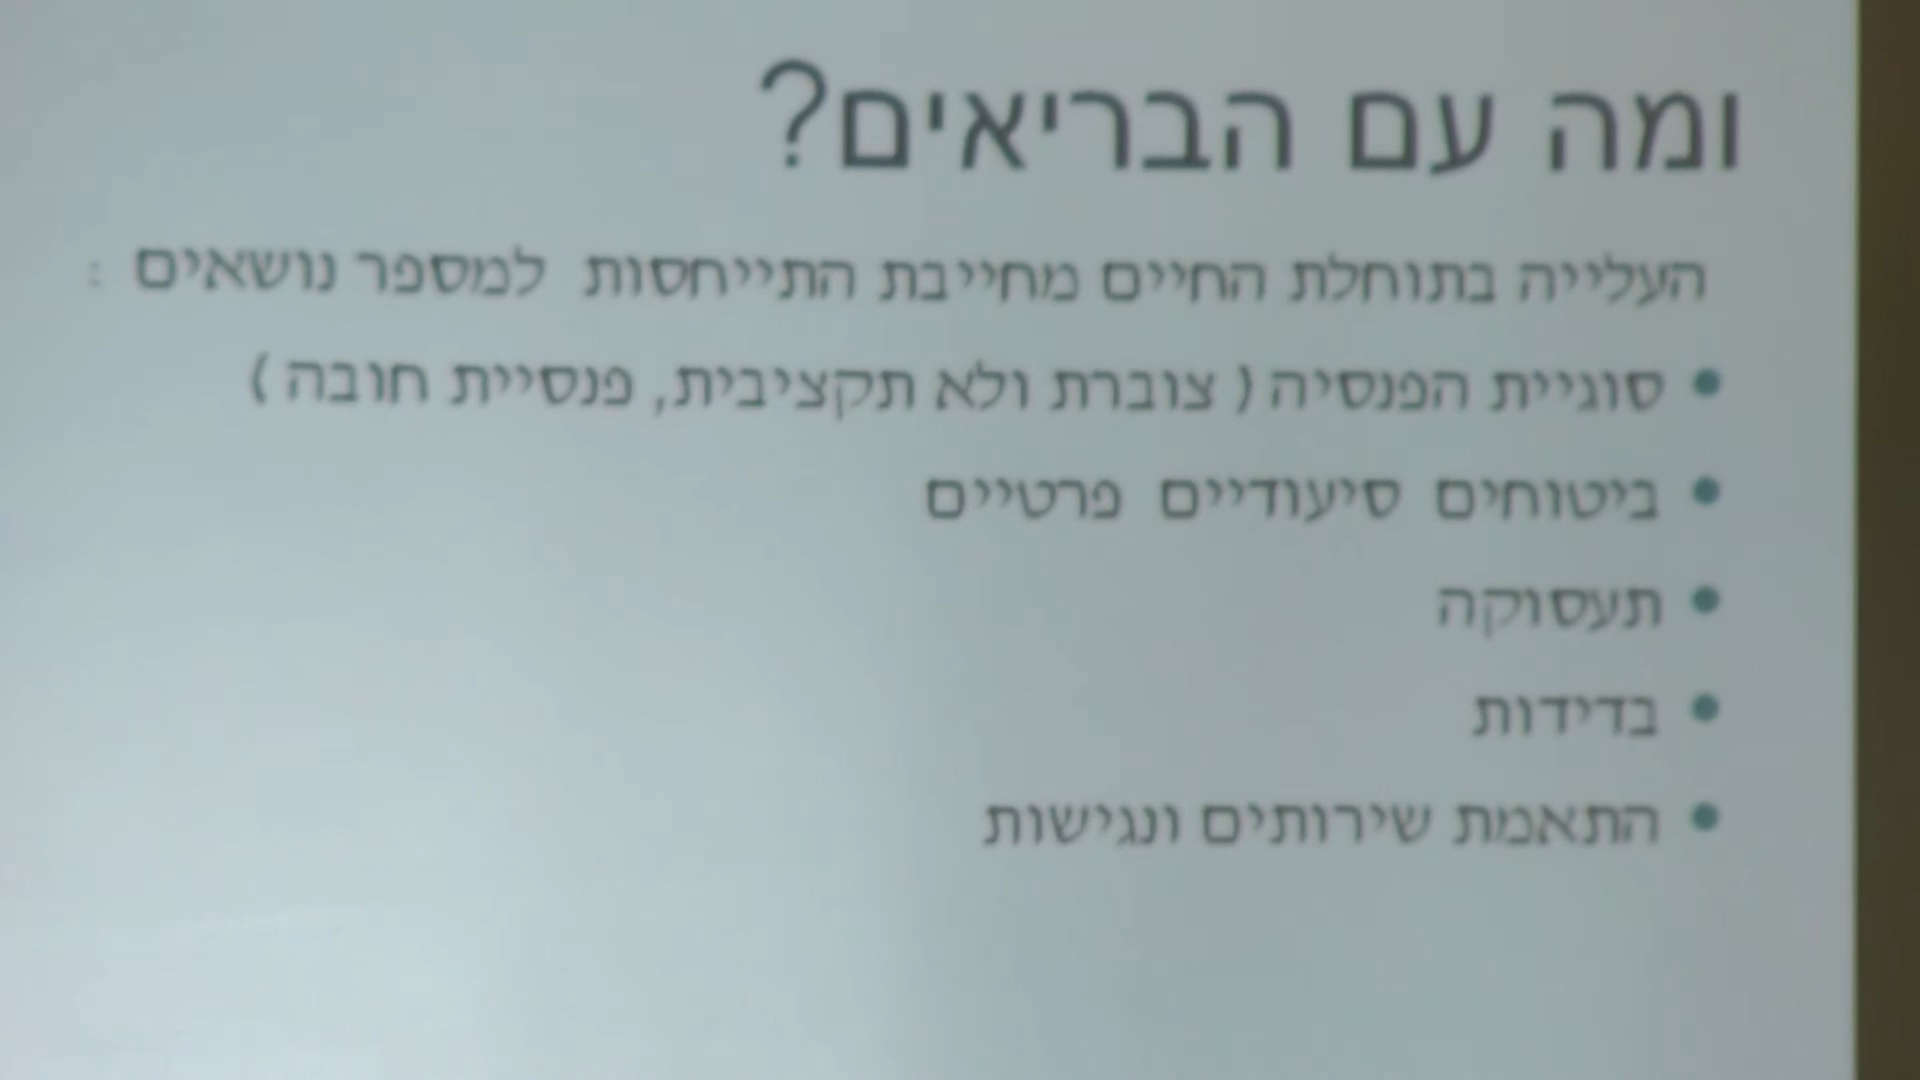 ומה עם הבריאים?
העלייה בתוחלת החיים מחייבת התייחסות למספר נושאים :
• סוגיית הפנסיה ( צוברת ולא תקציבית, פנסיית חובה )
• ביטוחים סיעודיים פרטיים
• תעסוקה
• בדידות
• התאמת שירותים ונגישות